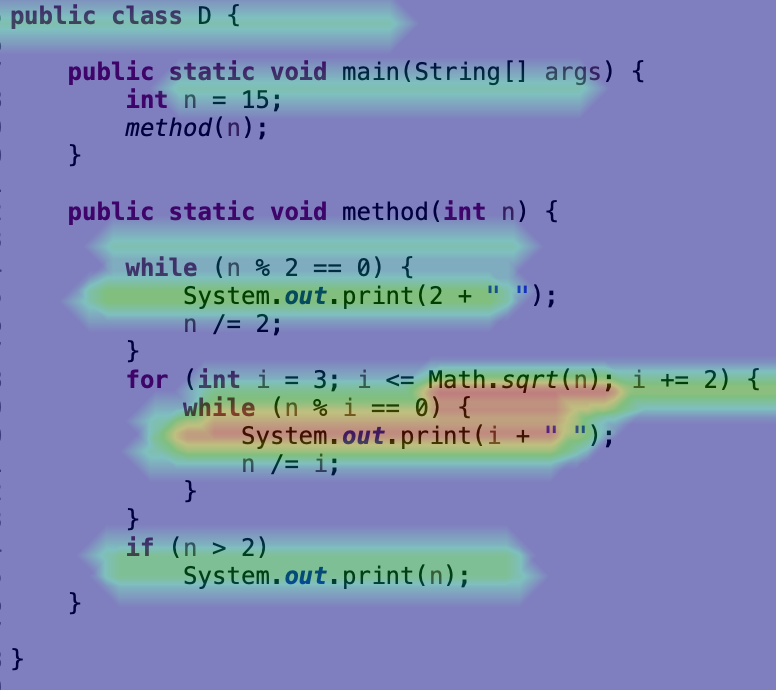 public class D {
    public static void main(String[] args) {
        int n = 15;
        method(n);
    }
    public static void method(int n) {
        while (n % 2 == 0) {
            System.out.print(2 + " ");
            n /= 2;
        }
        for (int i = 3; i <= Math.sqrt(n); i += 2) {
            while (n % i == 0) {
                System.out.print(i + " ");
                n /= i;
            }
        }
        if (n > 2)
            System.out.print(n);
    }
}